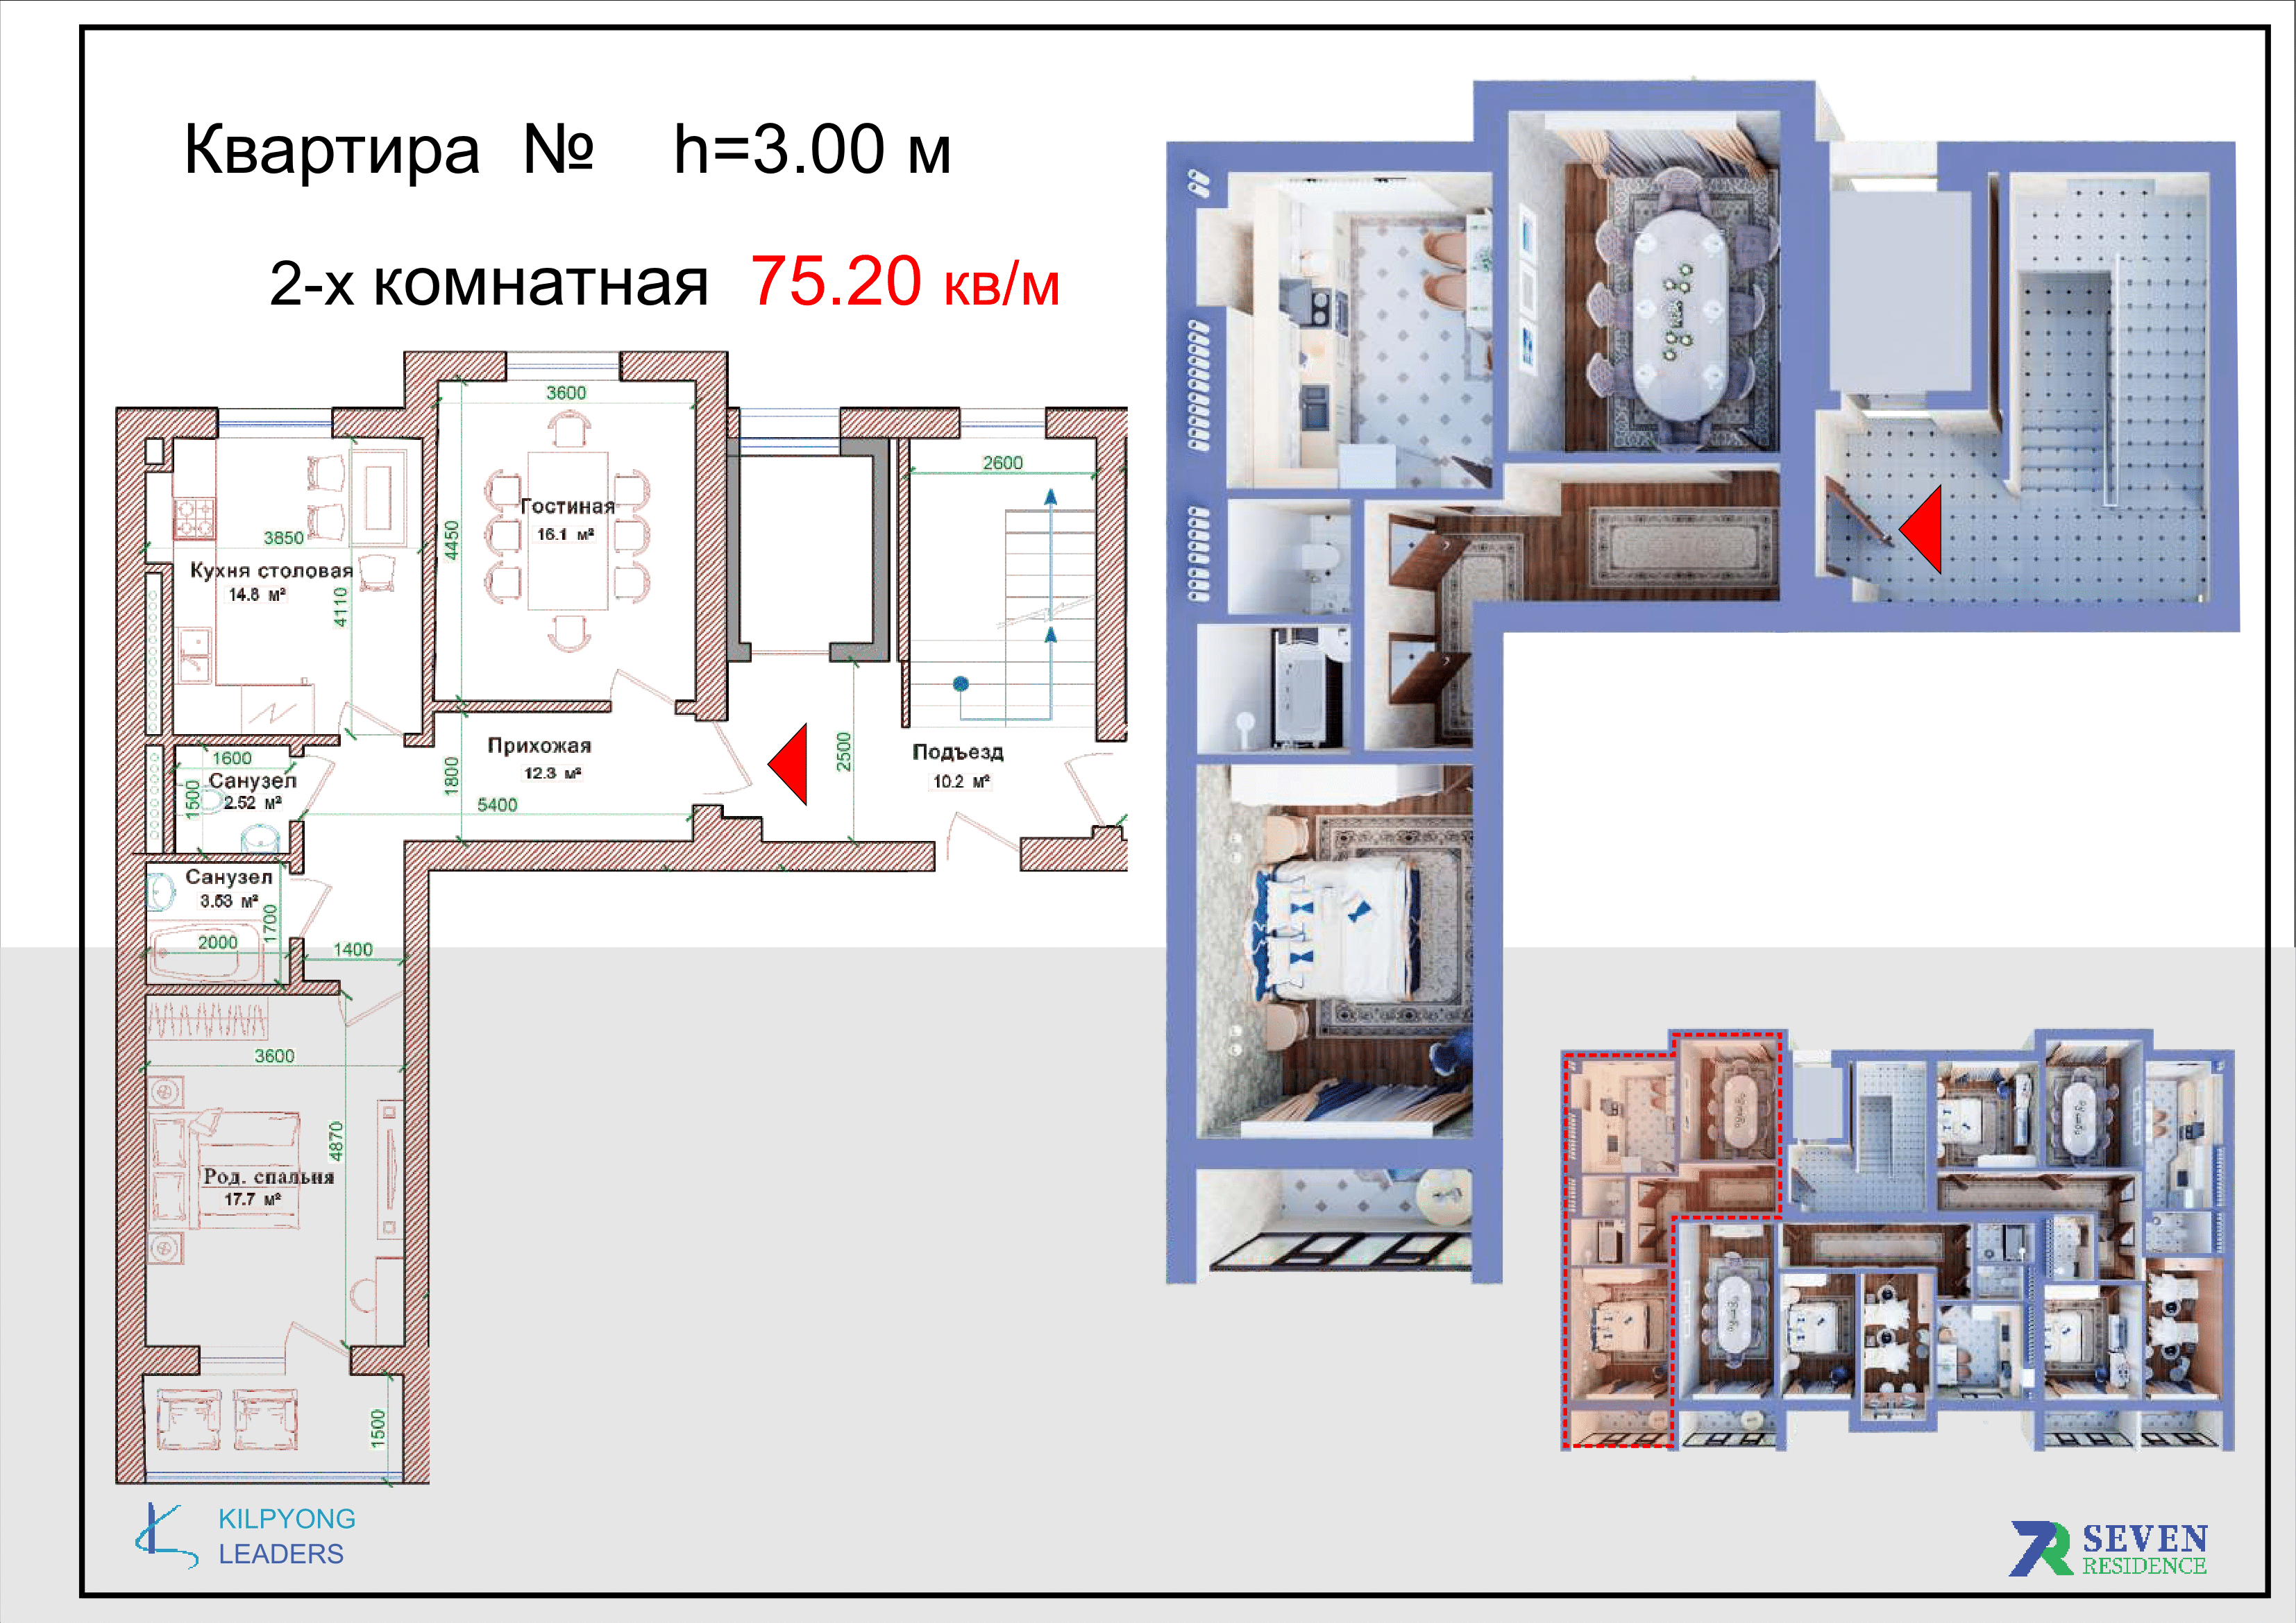 Квартира № h=3.00 м
2-х комнатная 75.20 кв/м
3600
2600
Гостиная
16.1 м²
4450
3850
Кухня столовая
14.8 м²
4110
Прихожая
12.3 м²
1800
5400
2500
Подъезд
10.2 м²
1600
Санузел
2.52 м²
1500
Санузел
3.53 м²
1700
2000
1400
3600
4870
Род. спальня
17.7 м²
1500
KILPYONG
LEADERS
7R SEVEN
RESIDENCE